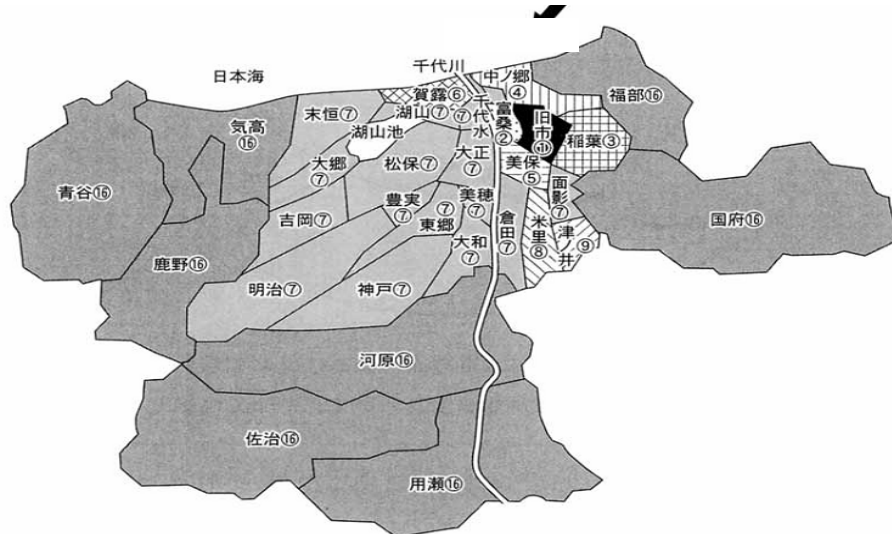 日本海
千代川
中ノ郷④
福部⑯
賀露⑥
末恒⑦
湖山⑦
千代水⑦
富桑②
旧市①
稲葉③
気高⑯
湖山池
大郷⑦
松保⑦
大正⑦
美保⑤
面影⑦
青谷⑯
吉岡⑦
豊実⑦
東郷⑦
美穂⑦
倉田⑦
米里⑧
津ノ井⑨
国府⑯
鹿野⑯
大和⑦
明治⑦
神戸⑦
河原⑯
佐治⑯
用瀬⑯